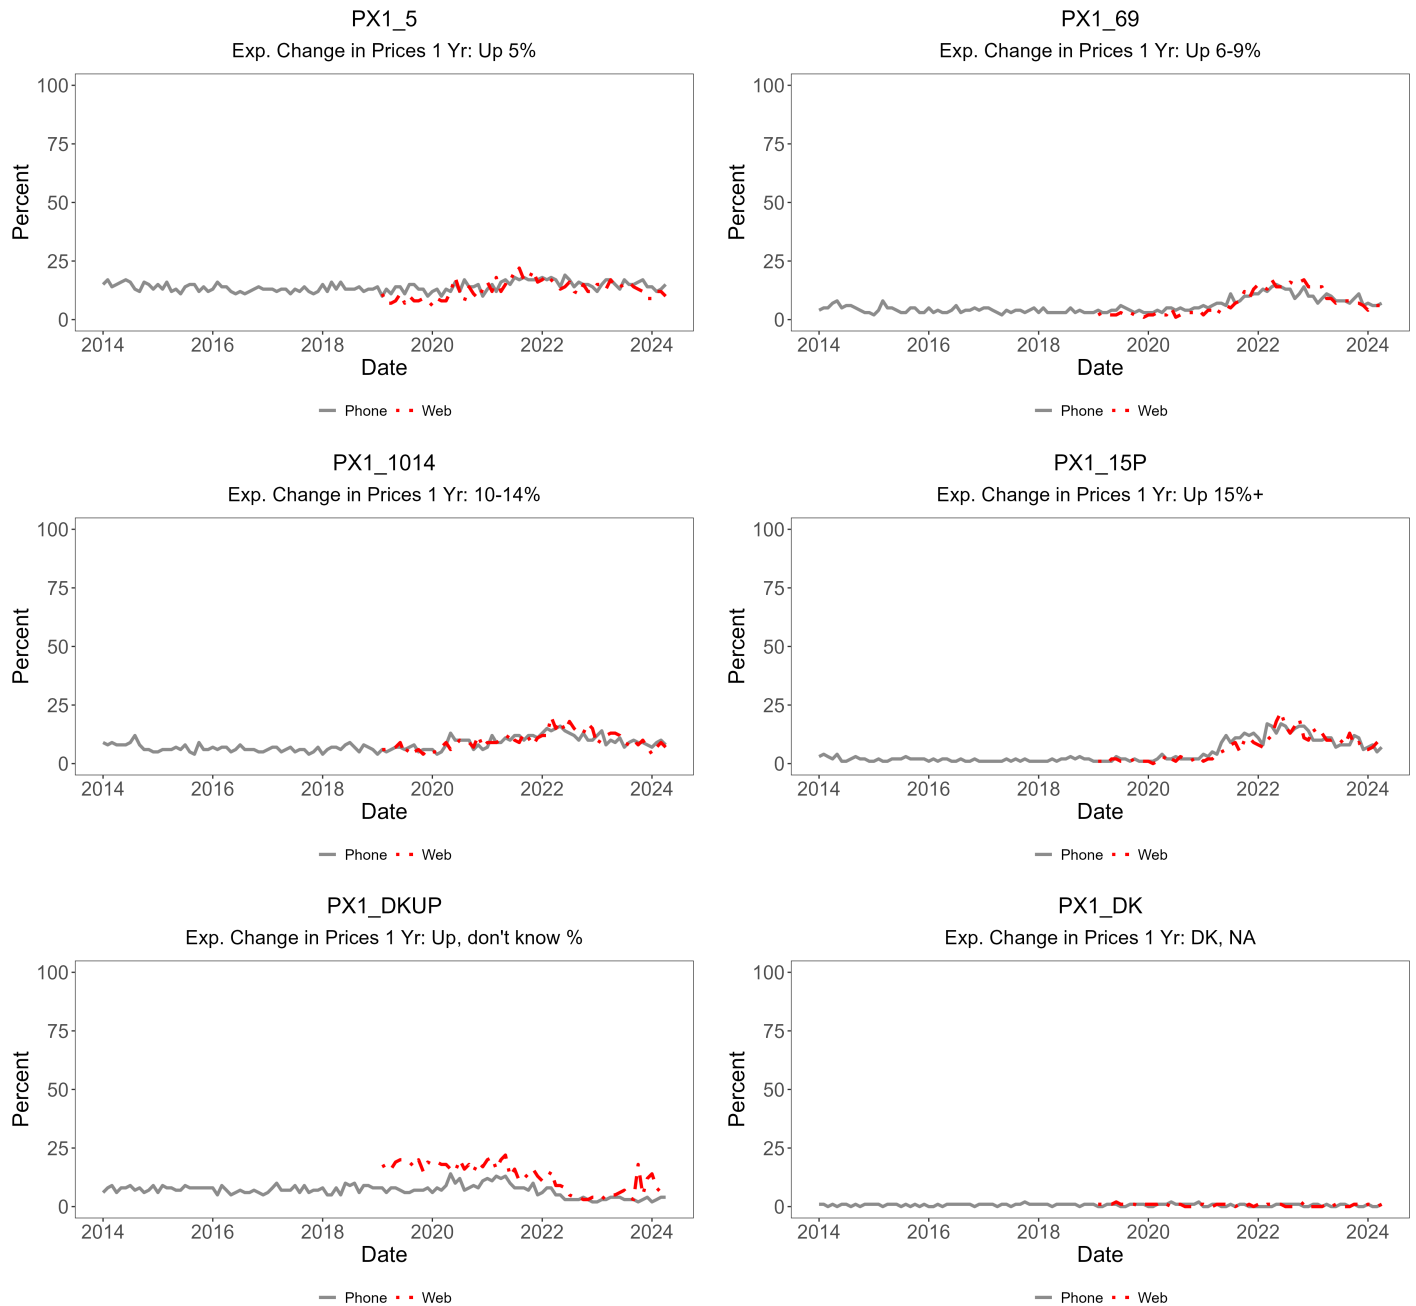 PX1_5
Exp. Change in Prices 1 Yr: Up 5%
100
75
50
25
0
Percent
2014 2016 2018 2020 2022 2024
Date
Phone Web
PX1_69
Exp. Change in Prices 1 Yr: Up 6-9%
100
75
50
25
0
Percent
2014 2016 2018 2020 2022 2024
Date
Phone Web
PX1_1014
Exp. Change in Prices 1 Yr: 10-14%
100
75
50
25
0
Percent
2014 2016 2018 2020 2022 2024
Date
Phone Web
PX1_15P
Exp. Change in Prices 1 Yr: Up 15%+
100
75
50
25
0
Percent
2014 2016 2018 2020 2022 2024
Date
Phone Web
PX1_DKUP
Exp. Change in Prices 1 Yr: Up, don't know %
100
75
50
25
0
Percent
2014 2016 2018 2020 2022 2024
Date
Phone Web
PX1_DK
Exp. Change in Prices 1 Yr: DK, NA
100
75
50
25
0
Percent
2014 2016 2018 2020 2022 2024
Date
Phone Web